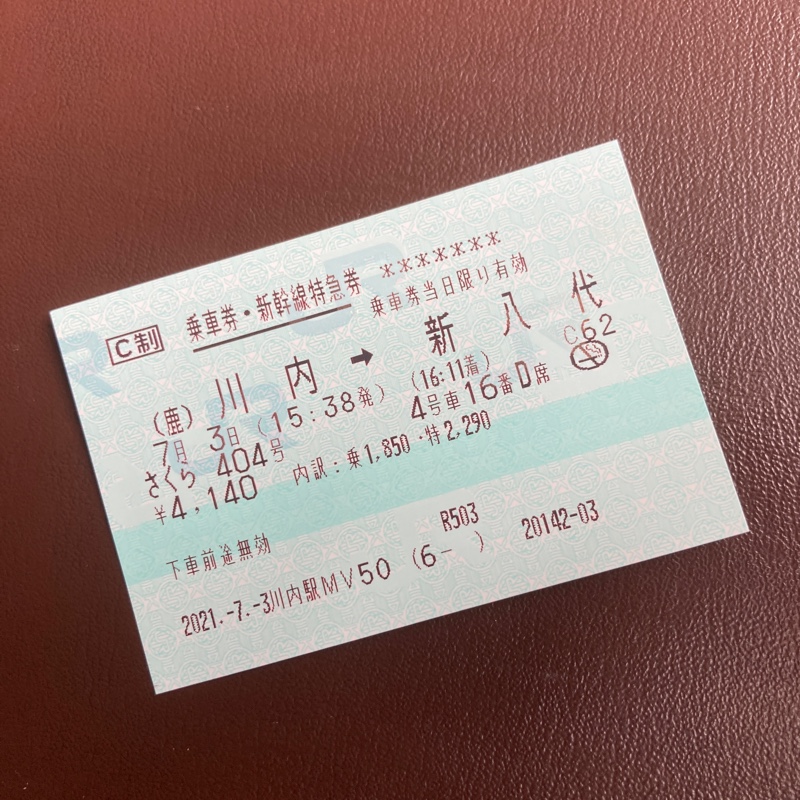 C制 乗車券・新幹線特急券 *******
乗車券当日限り有効
(鹿) 川内 ➡ 新八代
7月 3日 (15:38発) (16:11着) C62
さくら 404号 4号車16番D席
¥4,140 内訳:乗1,850・特2,290
下車前途無効
R503
2021.-7.-3川内駅MV50 (6- ) 20142-03